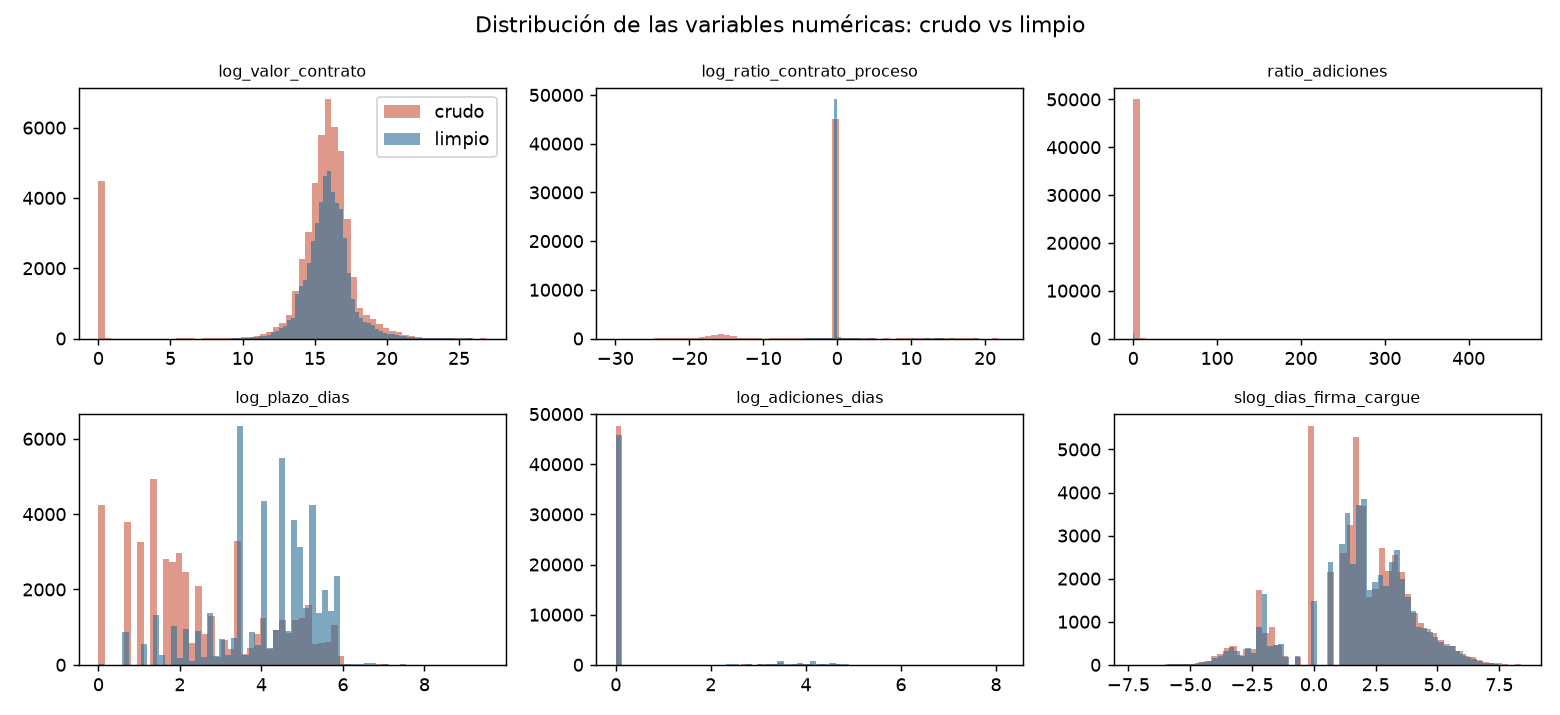 Distribución de las variables numéricas: crudo vs limpio
log_valor_contrato
crudo
limpio
6000
4000
2000
0
0 5 10 15 20 25
log_ratio_contrato_proceso
50000
40000
30000
20000
10000
0
−30 −20 −10 0 10 20
ratio_adiciones
50000
40000
30000
20000
10000
0
0 100 200 300 400
log_plazo_dias
6000
4000
2000
0
0 2 4 6 8
log_adiciones_dias
50000
40000
30000
20000
10000
0
0 2 4 6 8
slog_dias_firma_cargue
5000
4000
3000
2000
1000
0
−7.5 −5.0 −2.5 0.0 2.5 5.0 7.5